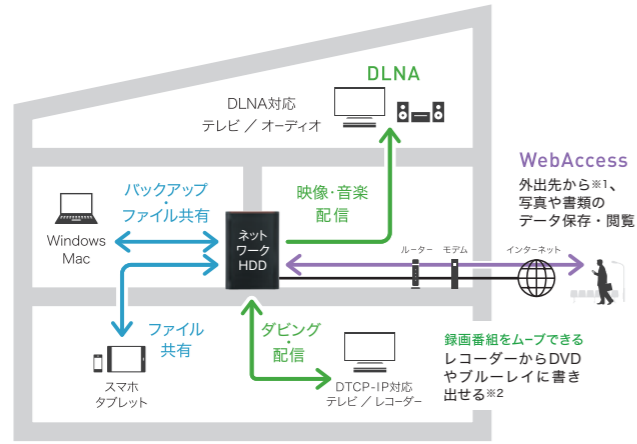 DLNA
DLNA対応
テレビ ／ オーディオ
バックアップ
・
ファイル共有
映像・音楽
配信
WebAccess
外出先から※1、
写真や書類の
データ保存・閲覧
Windows
Mac
ネット
ワーク
HDD
ルーター
モデム
インターネット
ファイル
共有
ダビング
・
配信
スマホ
タブレット
DTCP-IP対応
テレビ ／ レコーダー
録画番組をムーブできる
レコーダーからDVD
やブルーレイに書き
出せる※2